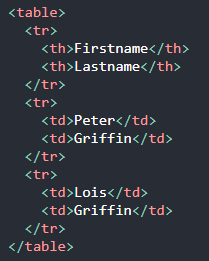 <table>
  <tr>
    <th>Firstname</th>
    <th>Lastname</th>
  </tr>
  <tr>
    <td>Peter</td>
    <td>Griffin</td>
  </tr>
  <tr>
    <td>Lois</td>
    <td>Griffin</td>
  </tr>
</table>